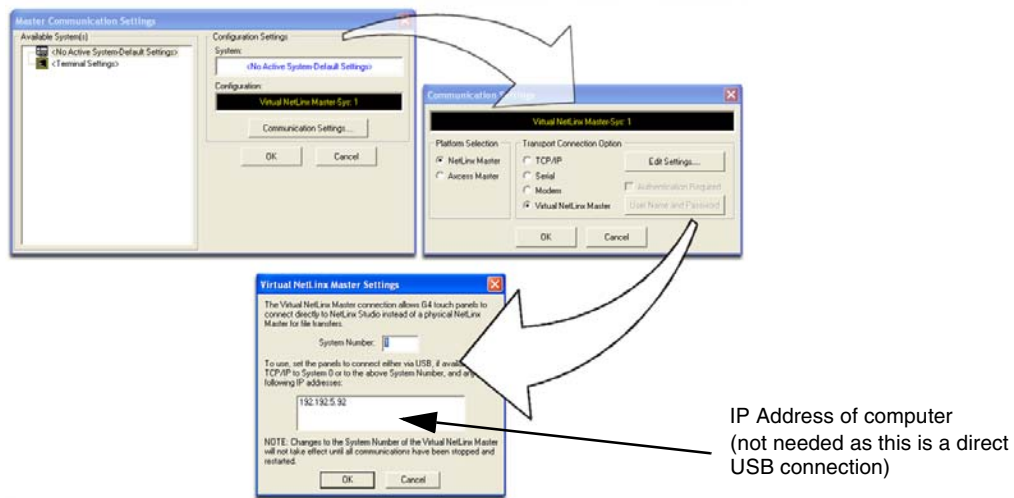 Master Communication Settings
Available System(s)
<No Active System-Default Settings>
<Terminal Settings>
Configuration Settings
System:
<No Active System-Default Settings>
Configuration:
Virtual NetLinx Master-Sys: 1
Communication Settings....
OK
Cancel
Communication
Virtual NetLinx Master-Sys: 1
Platform Selection
NetLinx Master
Axcess Master
Transport Connection Option
TCP/IP
Serial
Modem
Virtual NetLinx Master
Edit Settings....
Authentication Required
User Name and Password
OK
Cancel
Virtual NetLinx Master Settings
The Virtual NetLinx Master connection allows G4 touch panels to
connect directly to NetLinx Studio instead of a physical NetLinx
Master for file transfers.
System Number:
1
To use, set the panels to connect either via USB, if
TCP/IP to System 0 or to the above System Number, and
following IP addresses:
192.192.5.92
NOTE: Changes to the System Number of the Virtual NetLinx Master
will not take effect until all communications have been stopped and
restarted.
OK
Cancel
IP Address of computer
(not needed as this is a direct
USB connection)